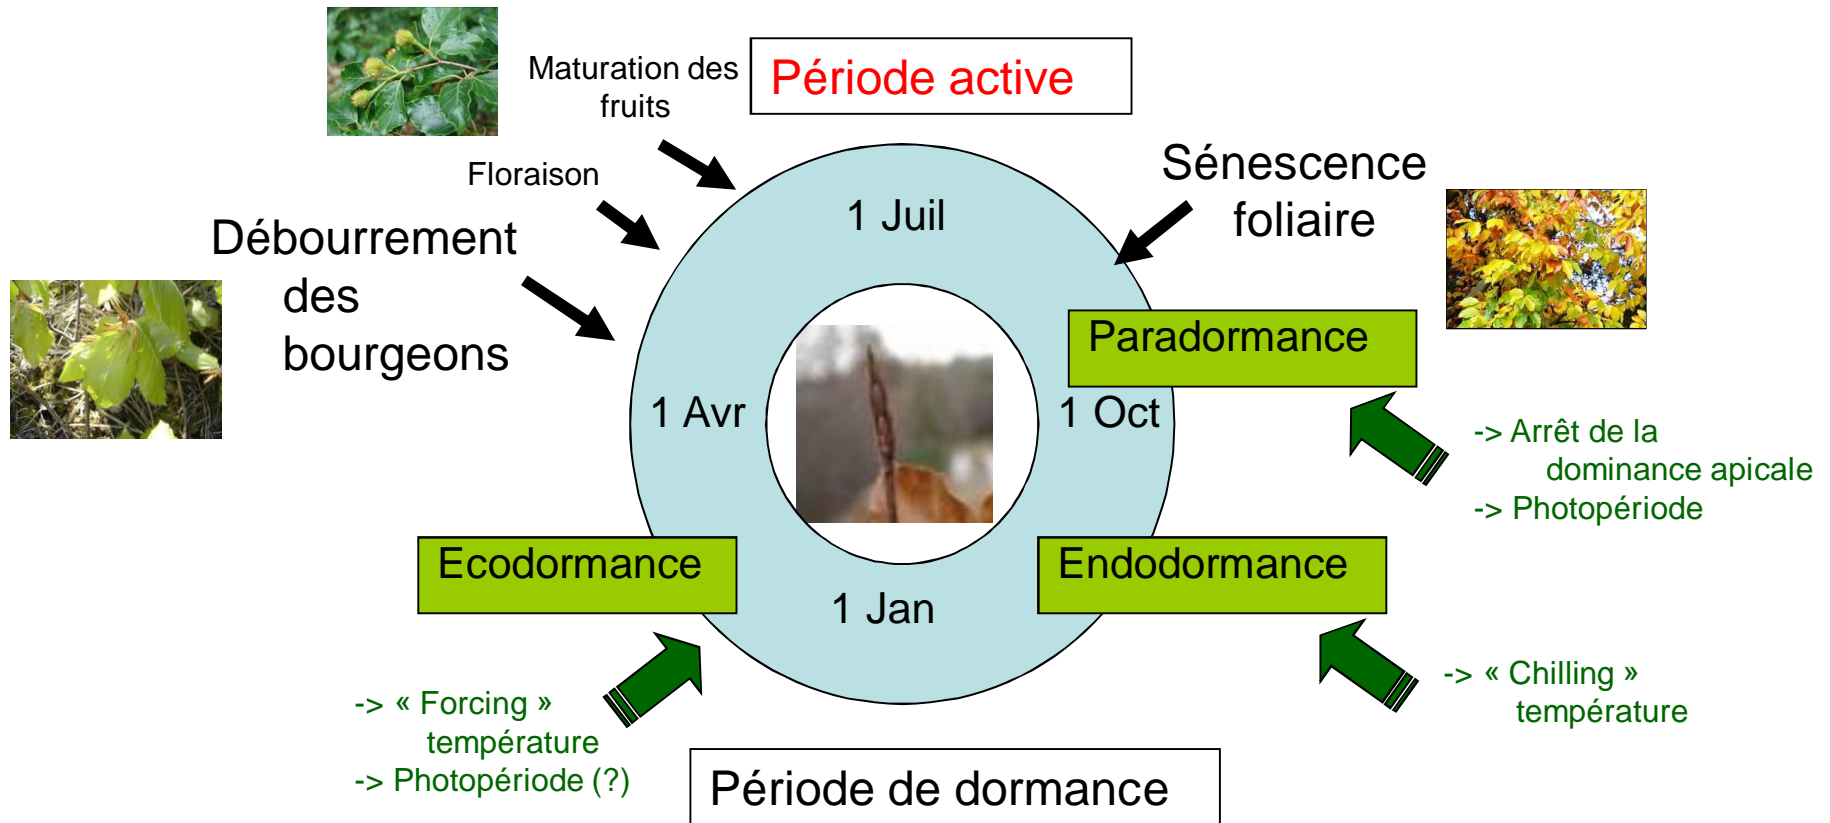 Maturation des
fruits
Période active
Floraison
Sénescence
foliaire
Débourrement
des
bourgeons
1 Juil
Paradormance
1 Avr
1 Oct
-> Arrêt de la
dominance apicale
-> Photopériode
Ecodormance
1 Jan
Endodormance
-> « Forcing »
température
-> Photopériode (?)
-> « Chilling »
température
Période de dormance